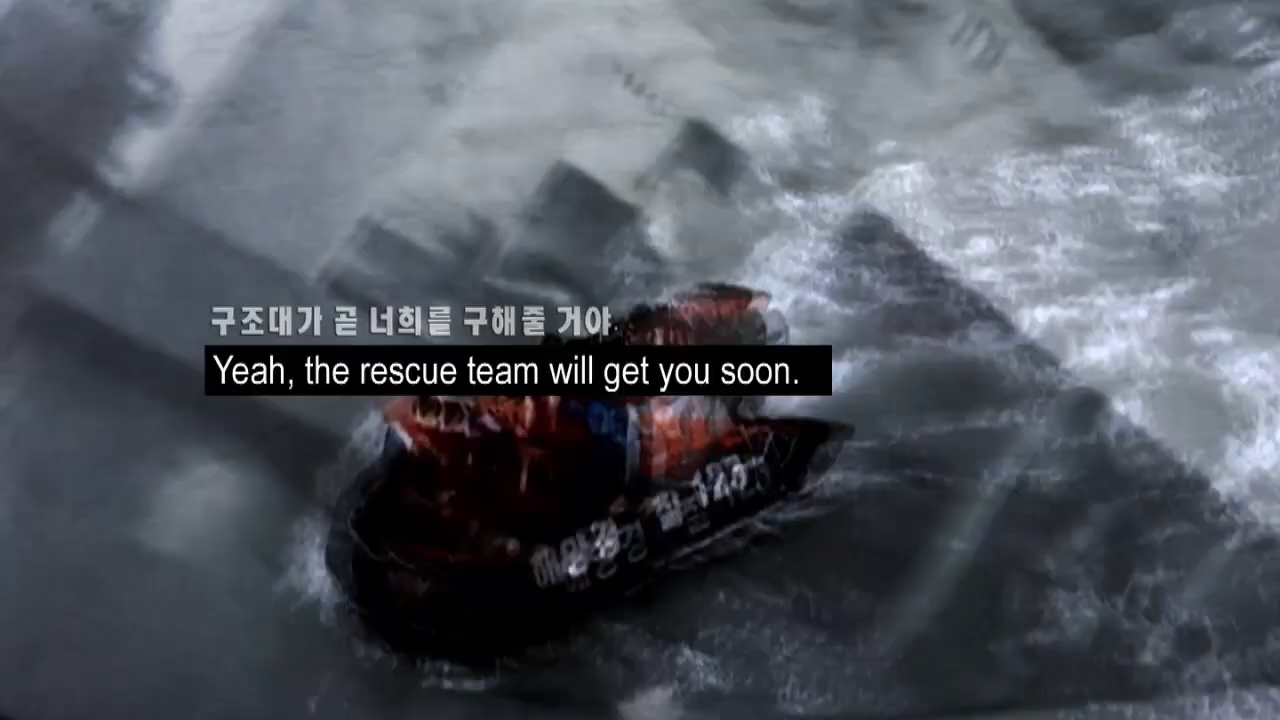 구조대가 곧 너희를 구해줄 거야.
Yeah, the rescue team will get you soon.
123